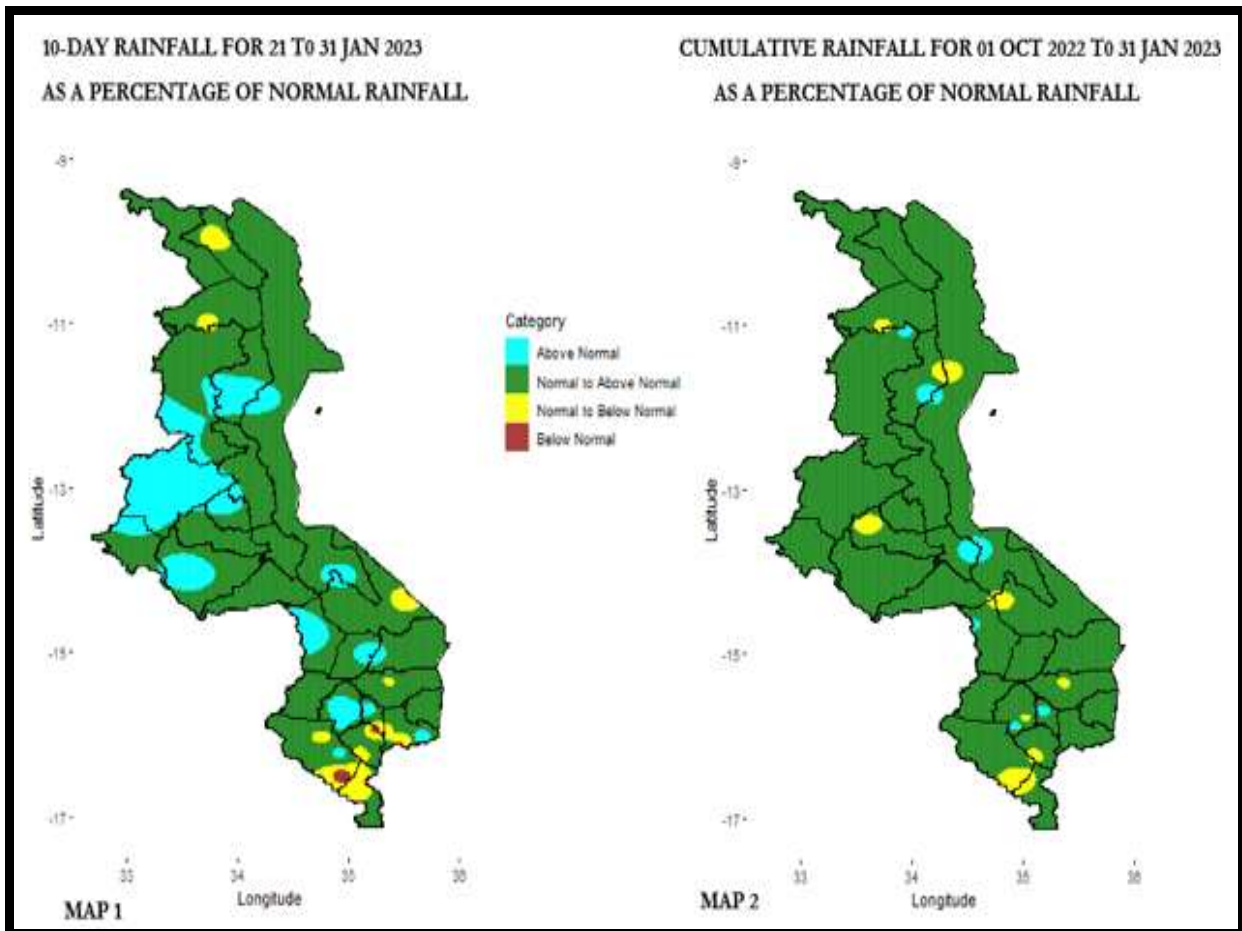 10-DAY RAINFALL FOR 21 T0 31 JAN 2023
AS A PERCENTAGE OF NORMAL RAINFALL
CUMULATIVE RAINFALL FOR 01 OCT 2022 T0 31 JAN 2023
AS A PERCENTAGE OF NORMAL RAINFALL
-9
-11
-13
-15
-17
Latitude
33
34
35
36
Longitude
MAP 1
Category
Above Normal
Normal to Above Normal
Normal to Below Normal
Below Normal
-9
-11
-13
-15
-17
Latitude
33
34
35
36
Longitude
MAP 2